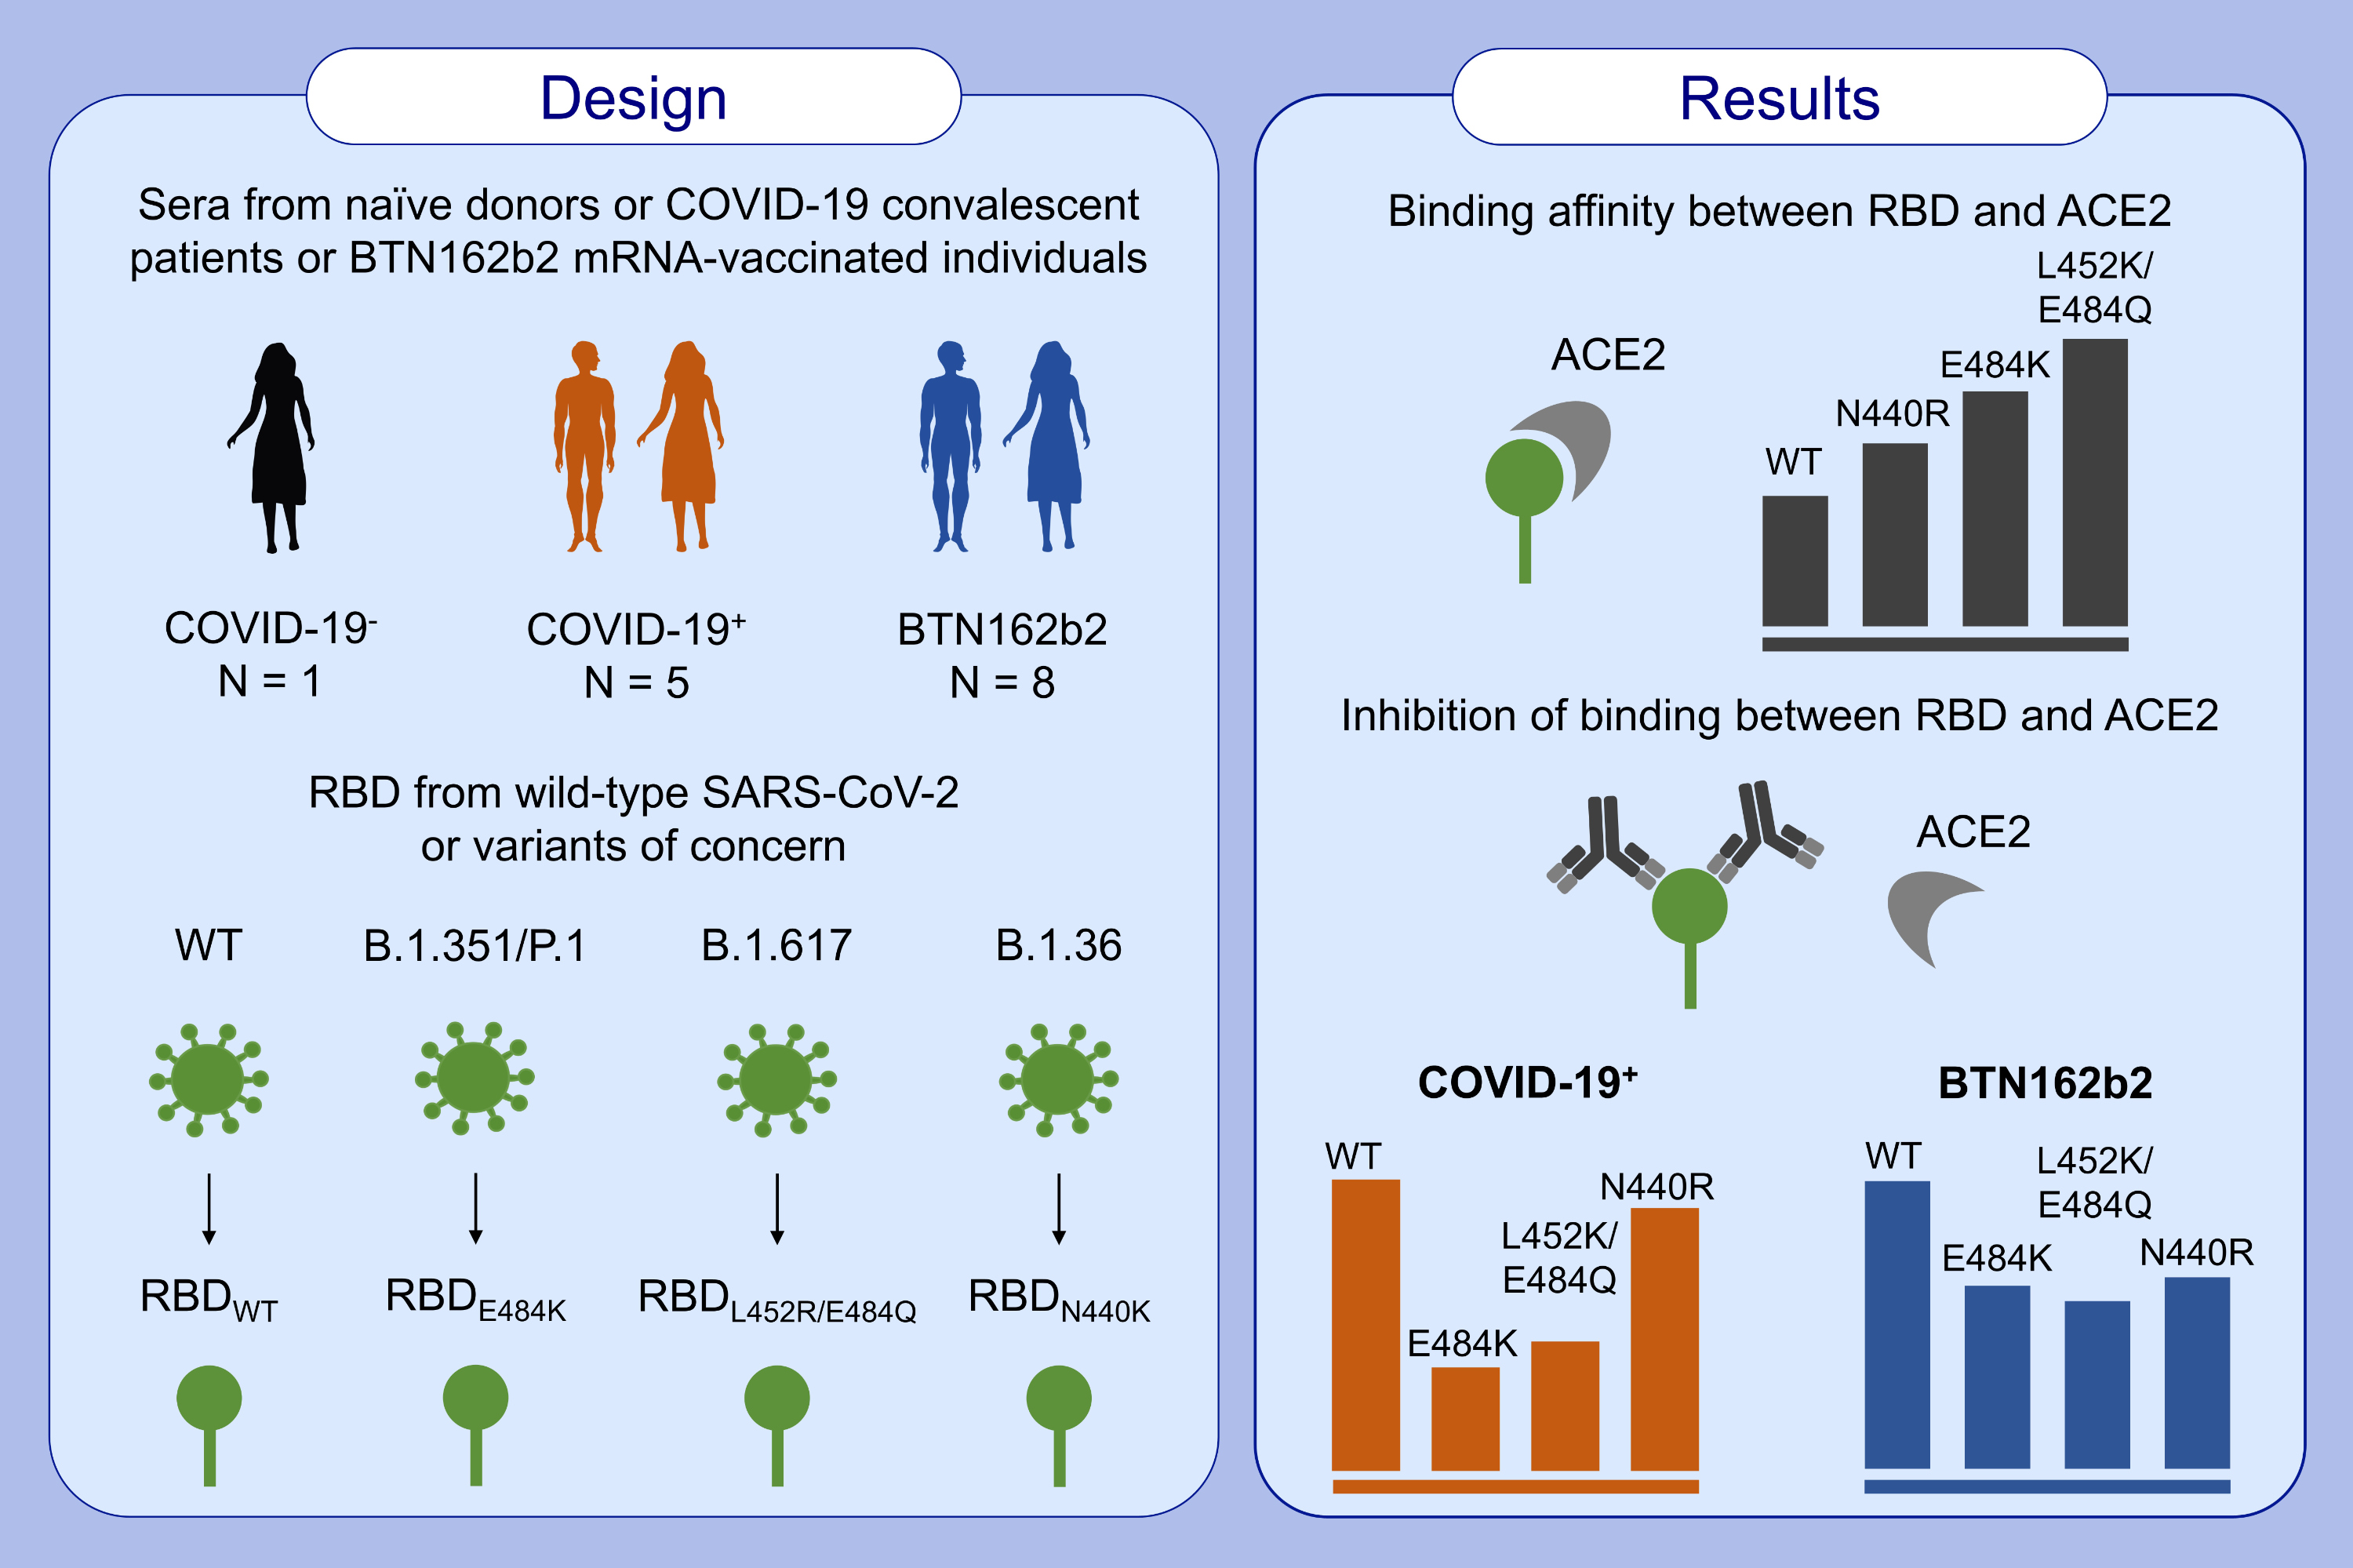 Design
Sera from naïve donors or COVID-19 convalescent
patients or BTN162b2 mRNA-vaccinated individuals
COVID-19-
N = 1
COVID-19+
N = 5
BTN162b2
N = 8
RBD from wild-type SARS-CoV-2
or variants of concern
WT
B.1.351/P.1
B.1.617
B.1.36
RBDWT
RBDE484K
RBDL452R/E484Q
RBDN440K
Results
Binding affinity between RBD and ACE2
ACE2
WT
N440R
E484K
L452K/
E484Q
Inhibition of binding between RBD and ACE2
ACE2
COVID-19+
WT
E484K
L452K/
E484Q
N440R
BTN162b2
WT
E484K
L452K/
E484Q
N440R